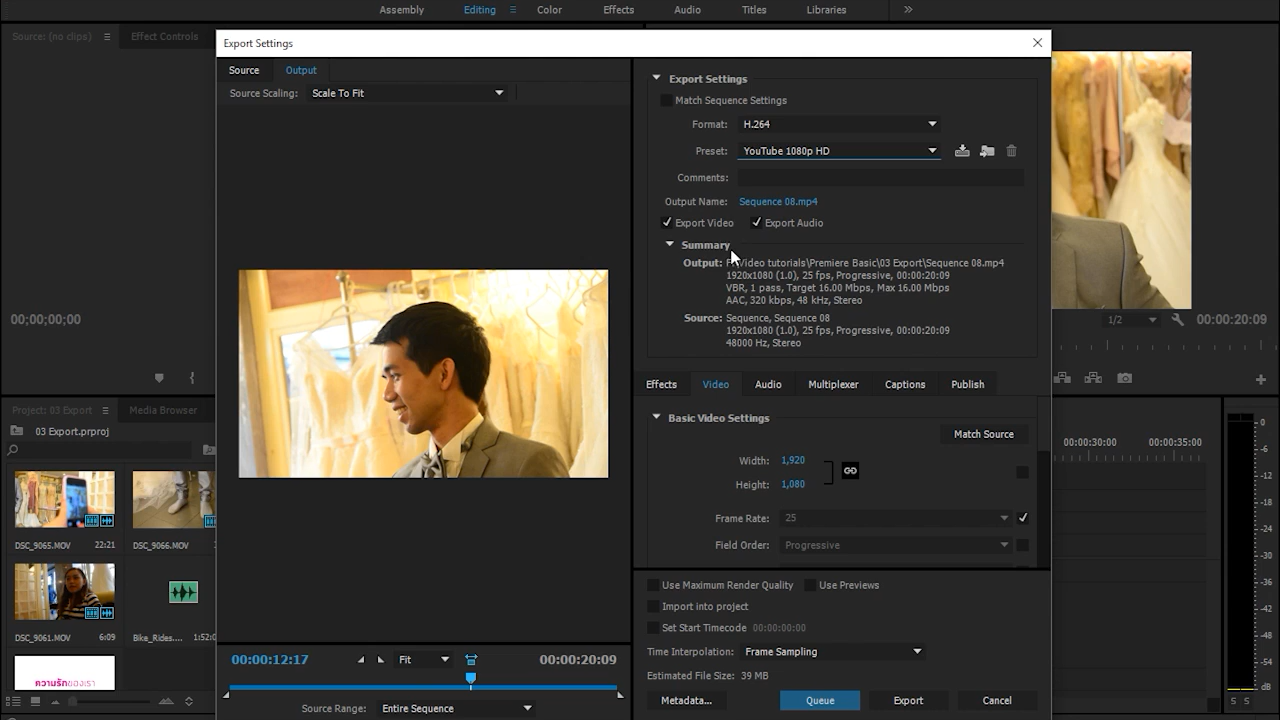 Assembly Editing Color Effects Audio Titles Libraries
Source: (no clips) Effect Controls
Export Settings
Source Output
Source Scaling: Scale To Fit
Export Settings
Match Sequence Settings
Format: H.264
Preset: YouTube 1080p HD
Comments:
Output Name: Sequence 08.mp4
Export Video Export Audio
Summary
Output: F:\Video tutorials\Premiere Basic\03 Export\Sequence 08.mp4
1920x1080 (1.0), 25 fps, Progressive, 00:00:20:09
VBR, 1 pass, Target 16.00 Mbps, Max 16.00 Mbps
AAC, 320 kbps, 48 kHz, Stereo
Source: Sequence, Sequence 08
1920x1080 (1.0), 25 fps, Progressive, 00:00:20:09
48000 Hz, Stereo
00;00;00;00
1/2 00:00:20:09
Effects Video Audio Multiplexer Captions Publish
Basic Video Settings
Match Source
Width: 1,920
Height: 1,080
Frame Rate: 25
Field Order: Progressive
Use Maximum Render Quality Use Previews
Import into project
Set Start Timecode 00:00:00:00
Time Interpolation: Frame Sampling
Estimated File Size: 39 MB
Metadata... Queue Export Cancel
00:00:12:17 Fit 00:00:20:09
Source Range: Entire Sequence
Project: 03 Export Media Browser
03 Export.prproj
DSC_9065.MOV 22:21 DSC_9066.MOV
DSC_9061.MOV 6:09 Bike_Rides.... 1:52:0
ความรักของเรา
00:00:30:00 00:00:35:00
0
-6
-12
-18
-24
-30
-36
-42
-48
-54
dB
S S